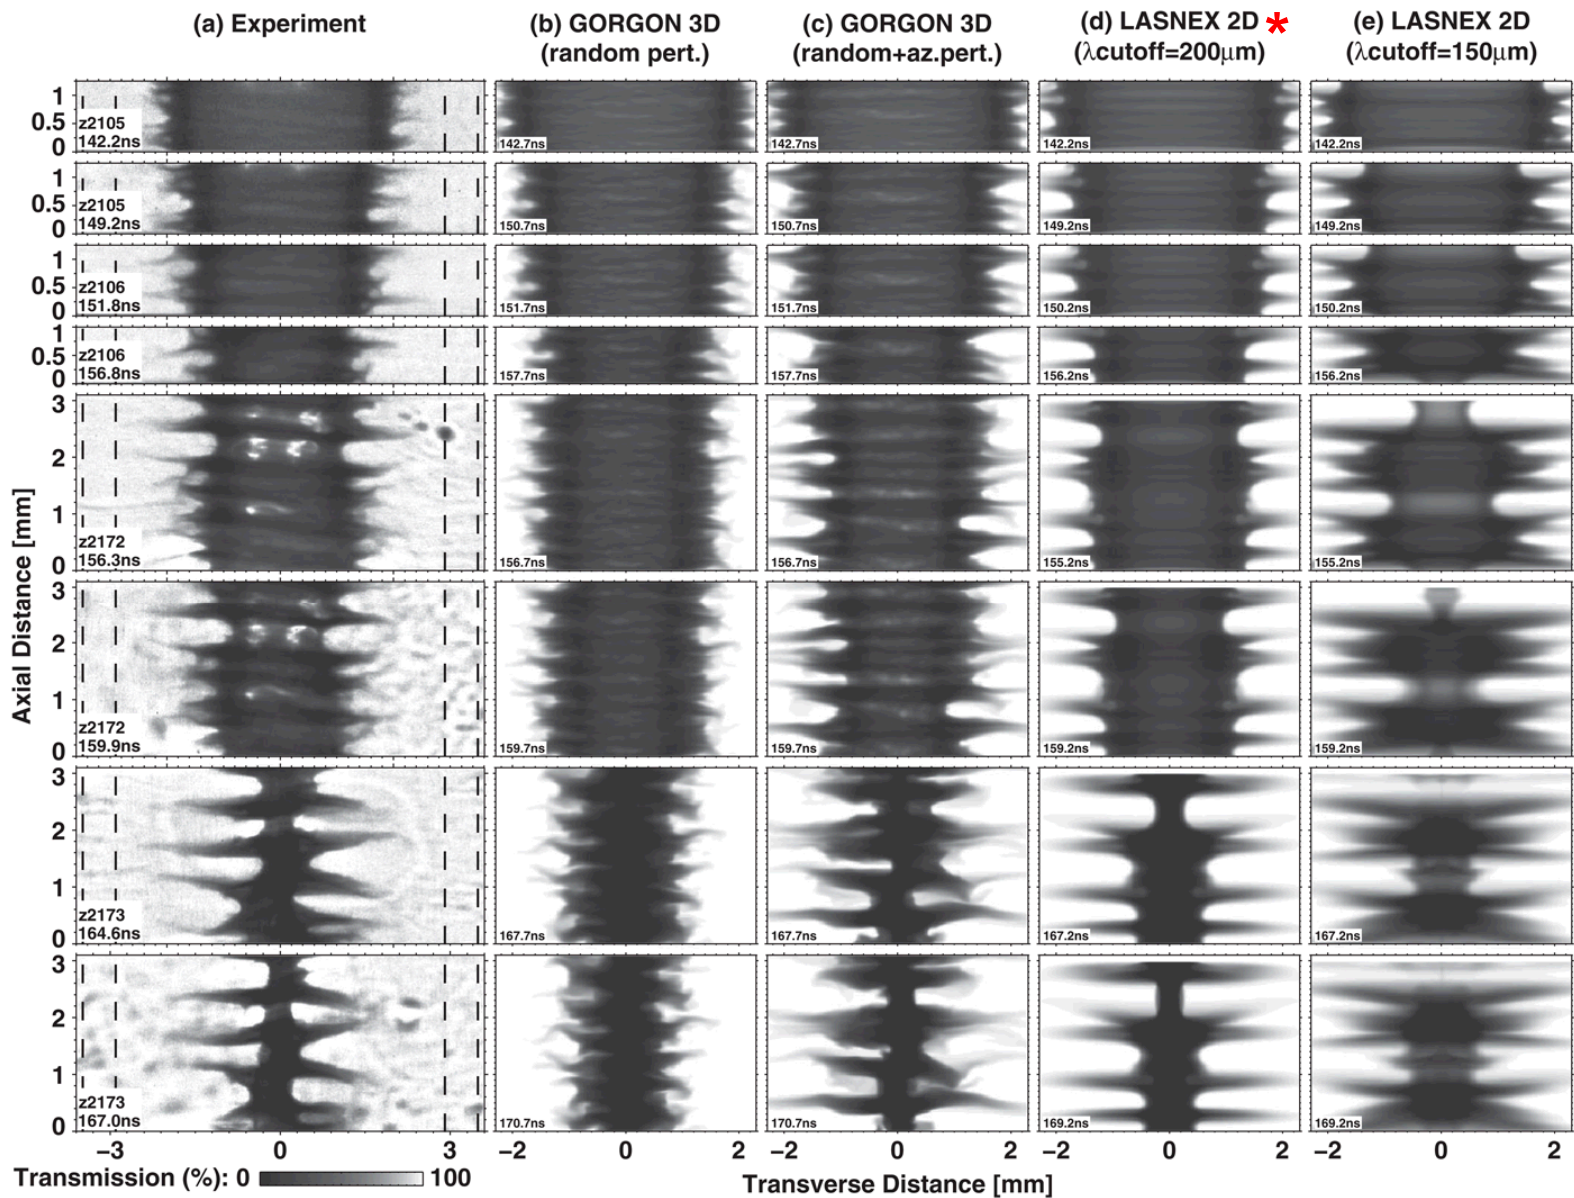 (a) Experiment
(b) GORGON 3D
(random pert.)
(c) GORGON 3D
(random+az.pert.)
(d) LASNEX 2D *
(λcutoff=200μm)
(e) LASNEX 2D
(λcutoff=150μm)
1
0.5
0
z2105
142.2ns
142.7ns
142.7ns
142.2ns
142.2ns
1
0.5
0
z2105
149.2ns
150.7ns
150.7ns
149.2ns
149.2ns
1
0.5
0
z2106
151.8ns
151.7ns
151.7ns
150.2ns
150.2ns
1
0.5
0
z2106
156.8ns
157.7ns
157.7ns
156.2ns
156.2ns
3
2
1
0
z2172
156.3ns
156.7ns
156.7ns
155.2ns
155.2ns
3
2
1
0
z2172
159.9ns
159.7ns
159.7ns
159.2ns
159.2ns
3
2
1
0
z2173
164.6ns
167.7ns
167.7ns
167.2ns
167.2ns
3
2
1
0
z2173
167.0ns
170.7ns
170.7ns
169.2ns
169.2ns
Axial Distance [mm]
−3 0 3
−2 0 2
−2 0 2
−2 0 2
−2 0 2
Transmission (%): 0 100
Transverse Distance [mm]